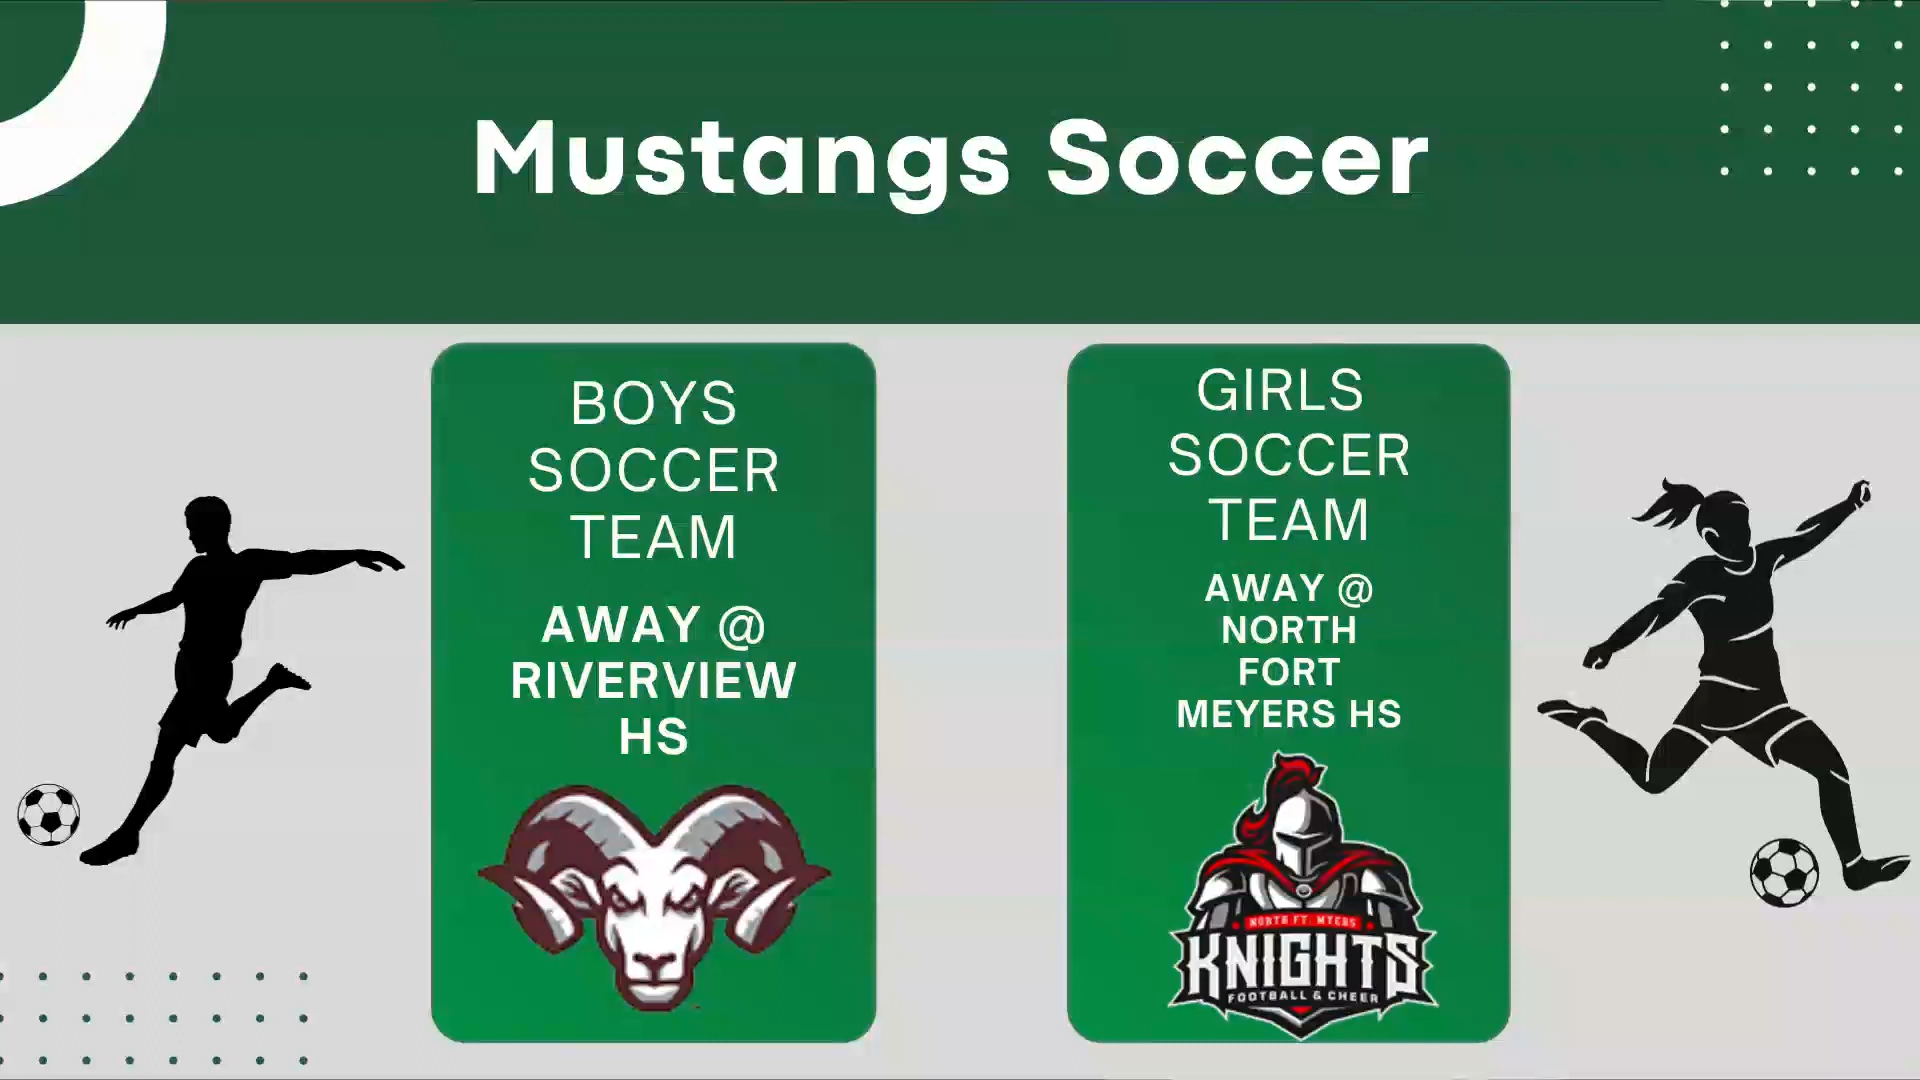 Mustangs Soccer
BOYS
SOCCER
TEAM
AWAY @
RIVERVIEW
HS
GIRLS
SOCCER
TEAM
AWAY @
NORTH
FORT
MEYERS HS
NORTH FT. MYERS
KNIGHTS
FOOTBALL & CHEER